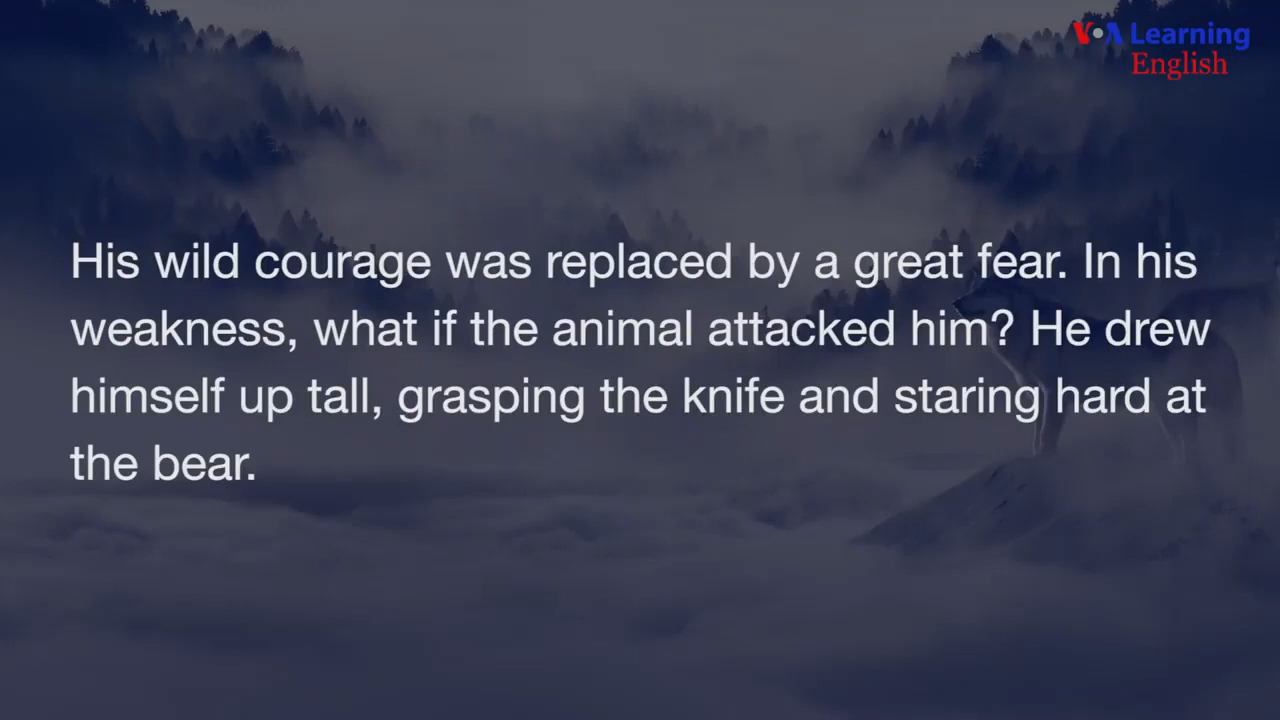 VOA Learning
English
His wild courage was replaced by a great fear. In his
weakness, what if the animal attacked him? He drew
himself up tall, grasping the knife and staring hard at
the bear.